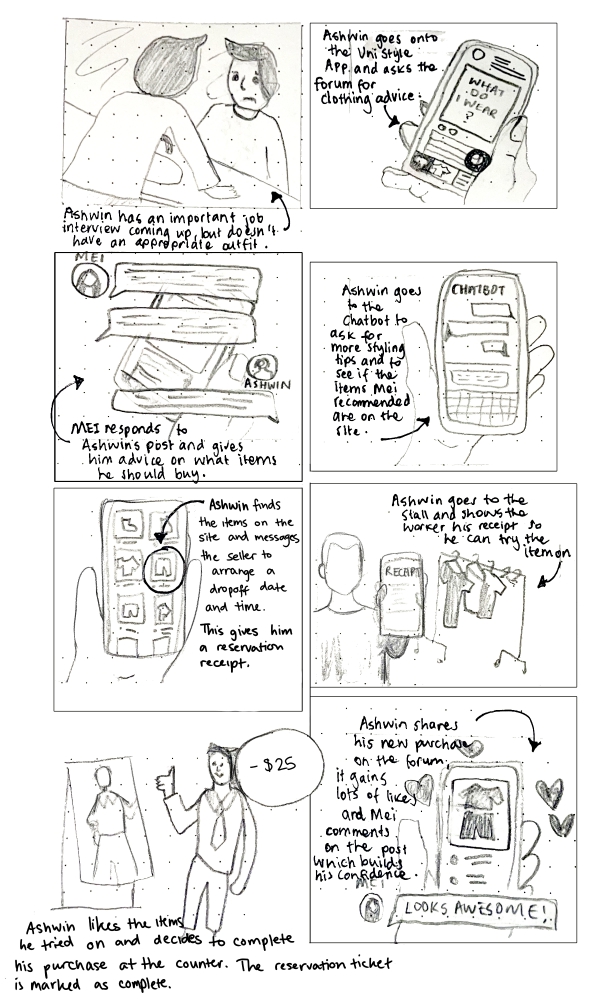 Ashwin has an important job
interview coming up, but doesn't
have an appropriate outfit.
Ashwin goes onto
the Uni Style
App and asks the
forum for
clothing advice:
WHAT
DO
I WEAR
?
MEI
ASHWIN
MEI responds to
Ashwin's post and gives
him advice on what items
he should buy.
Ashwin goes
to the
Chatbot to
ask for
more styling
tips and to
see if the
items Mei
recommended
are on the
site.
CHATBOT
Ashwin finds
the items on the
site and messages
the seller to
arrange a
dropoff date
and time.
This gives him
a reservation
receipt.
Ashwin goes to the
stall and shows the
worker his receipt so
he can try the
item on
RECAPT
- $25
Ashwin likes the items
he tried on and decides to complete
his purchase at the counter. The reservation ticket
is marked as complete.
Ashwin shares
his new purchase
on the forum.
it gains
lots of likes
and Mei
comments
on the post
which builds
his confidence.
MEI
LOOKS AWESOME!